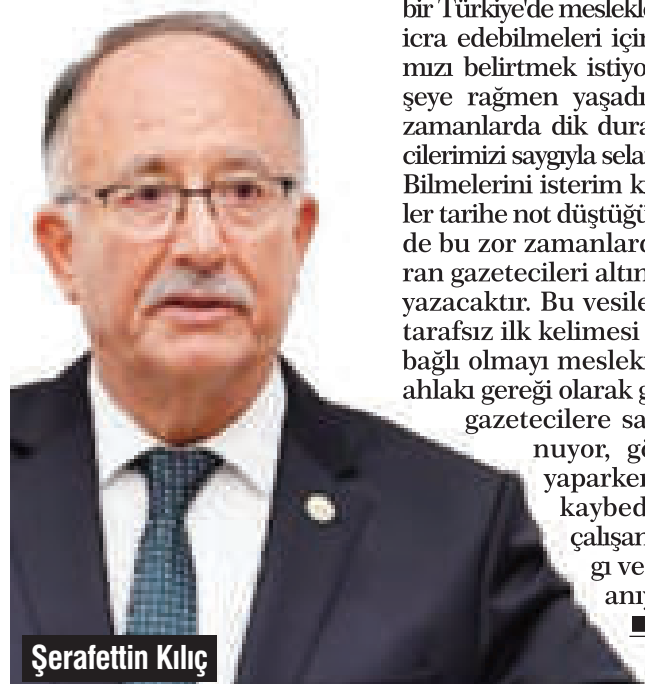 bir Türkiye'de meslekle
icra edebilmeleri için
mızı belirtmek istiyo
şeye rağmen yaşadı
zamanlarda dik dura
cilerimizi saygıyla sela
Bilmelerini isterim k
ler tarihe not düştüğü
de bu zor zamanlard
ran gazetecileri altın
yazacaktır. Bu vesile
tarafsız ilk kelimesi
bağlı olmayı mesleki
ahlakı gereği olarak g
gazetecilere sa
nuyor, gö
yaparken
kaybed
çalışan
gı ve
anı
Şerafettin Kılıç